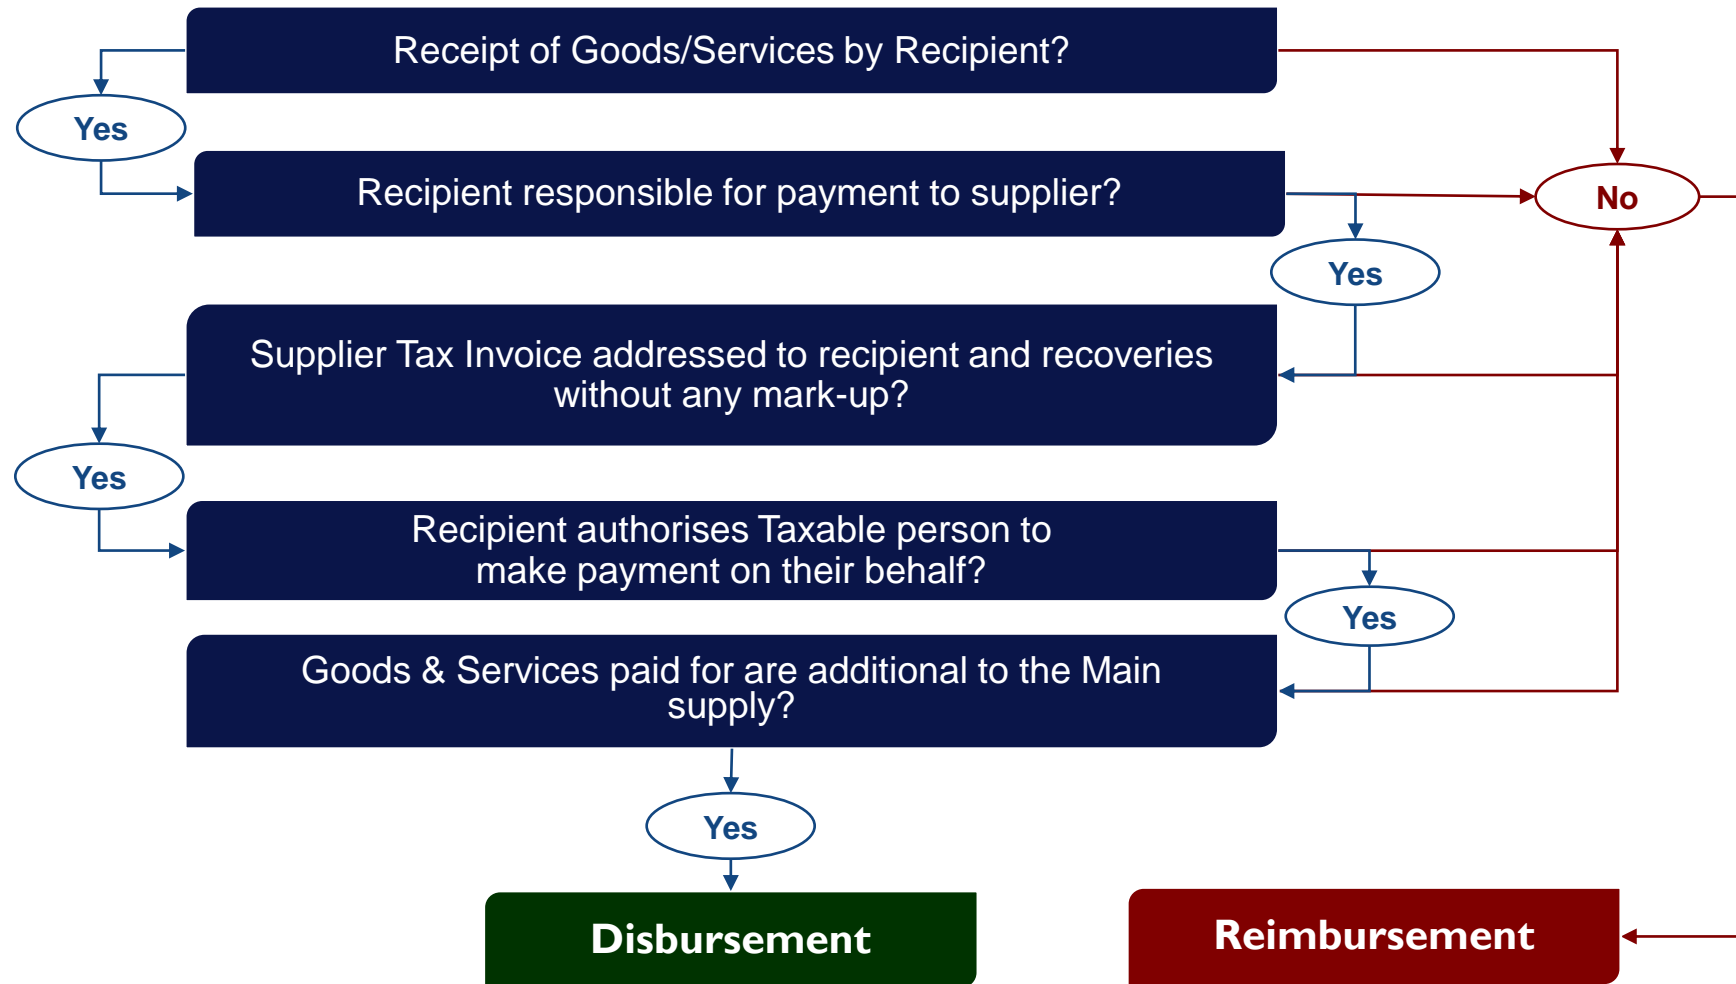 Receipt of Goods/Services by Recipient?
Yes
Recipient responsible for payment to supplier?
No
Yes
Supplier Tax Invoice addressed to recipient and recoveries
without any mark-up?
Yes
Recipient authorises Taxable person to
make payment on their behalf?
Yes
Goods & Services paid for are additional to the Main
supply?
Yes
Disbursement
Reimbursement